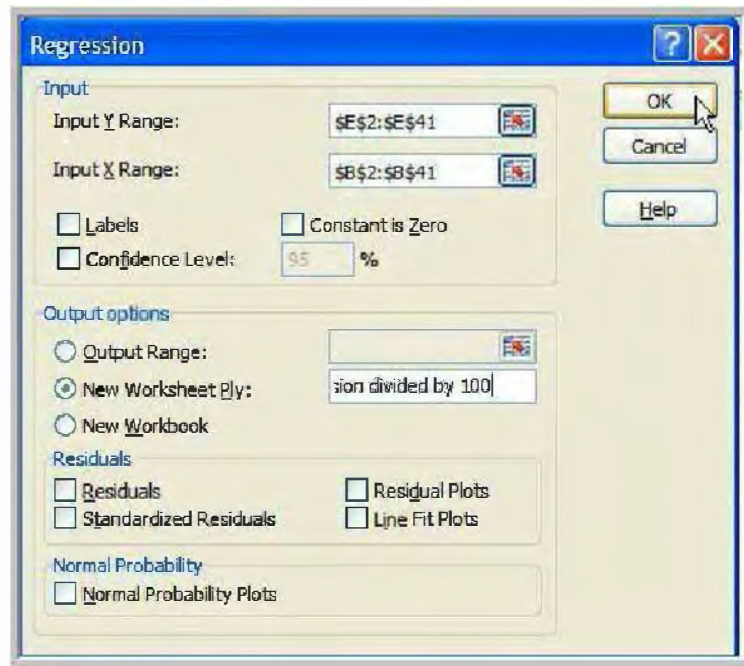 Regression
Input
Input Y Range: $E$2:$E$41
OK
Input X Range: $B$2:$B$41
Cancel
Help
Labels Constant is Zero
Confidence Level: 95 %
Output options
Output Range:
New Worksheet Ply: sion divided by 100
New Workbook
Residuals
Residuals Residual Plots
Standardized Residuals Line Fit Plots
Normal Probability
Normal Probability Plots